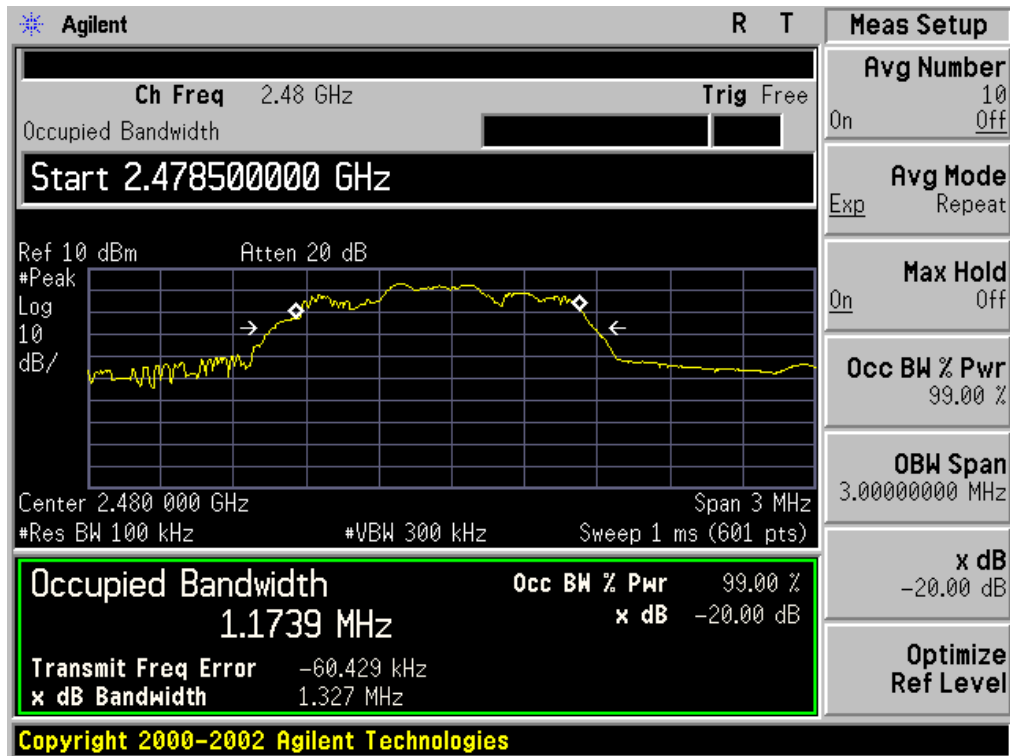 Agilent R T
Ch Freq 2.48 GHz Trig Free
Occupied Bandwidth
Start 2.478500000 GHz
Ref 10 dBm Atten 20 dB
#Peak
Log
10
dB/
Center 2.480 000 GHz Span 3 MHz
#Res BW 100 kHz #VBW 300 kHz Sweep 1 ms (601 pts)
Occupied Bandwidth Occ BW % Pwr 99.00 %
1.1739 MHz x dB -20.00 dB
Transmit Freq Error -60.429 kHz
x dB Bandwidth 1.327 MHz
Meas Setup
Avg Number
10
On Off
Avg Mode
Exp Repeat
Max Hold
On Off
Occ BW % Pwr
99.00 %
OBW Span
3.00000000 MHz
x dB
-20.00 dB
Optimize
Ref Level
Copyright 2000-2002 Agilent Technologies